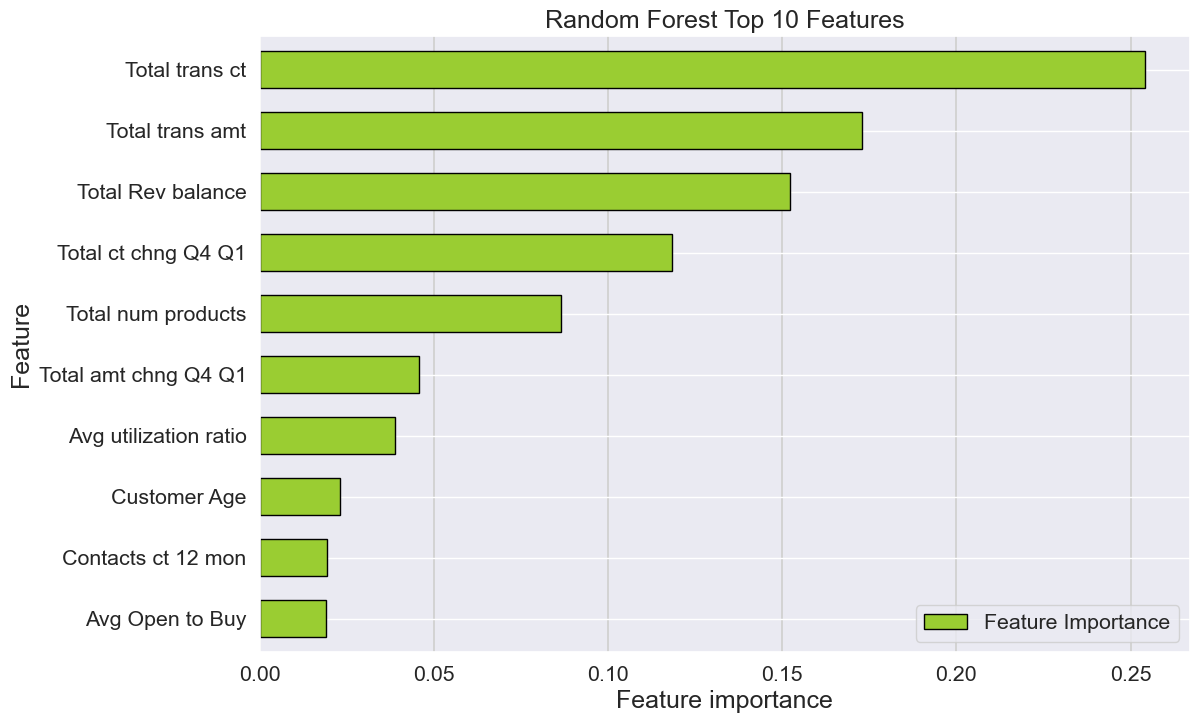 Random Forest Top 10 Features
Feature
Total trans ct
Total trans amt
Total Rev balance
Total ct chng Q4 Q1
Total num products
Total amt chng Q4 Q1
Avg utilization ratio
Customer Age
Contacts ct 12 mon
Avg Open to Buy
Feature Importance
0.00 0.05 0.10 0.15 0.20 0.25
Feature importance